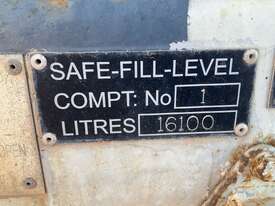 SAFE-FILL-LEVEL
COMPT: No 1
LITRES 16100